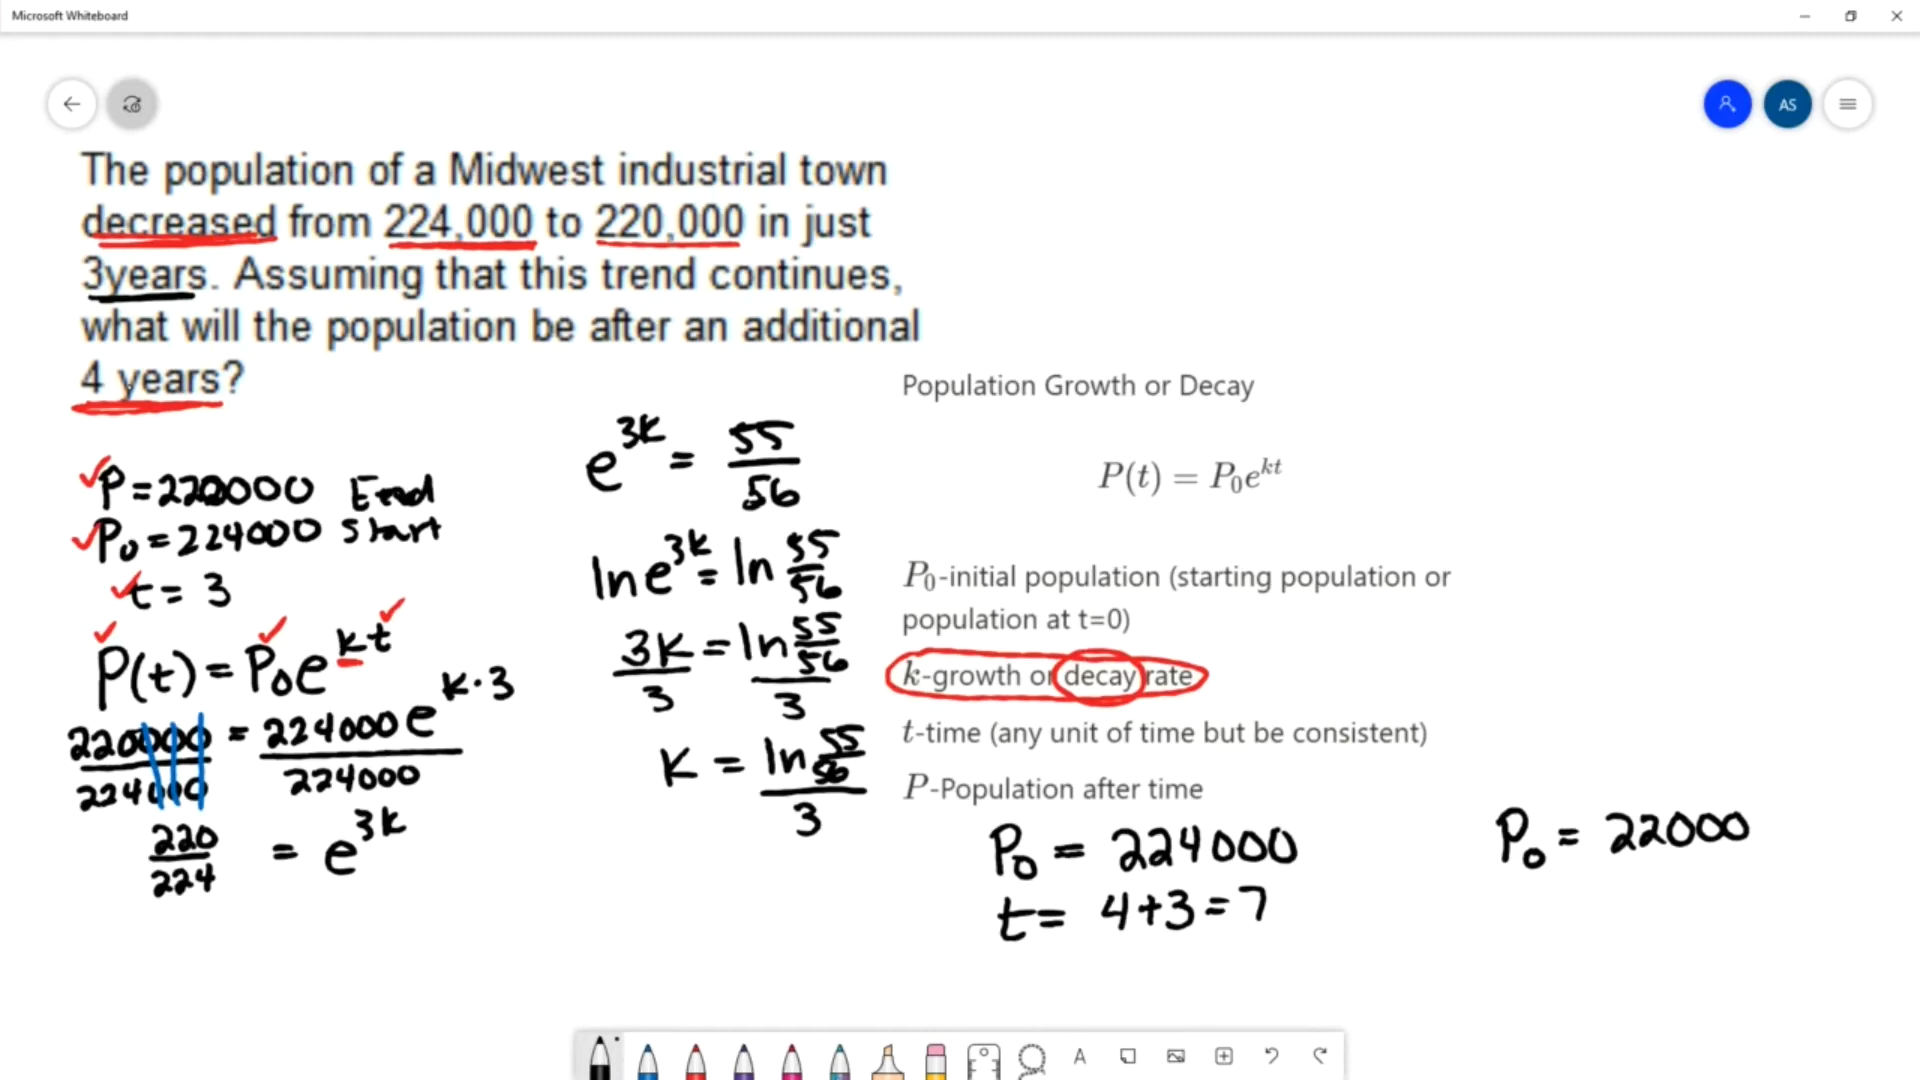 Microsoft Whiteboard
AS
The population of a Midwest industrial town
decreased from 224,000 to 220,000 in just
3years. Assuming that this trend continues,
what will the population be after an additional
4 years?
P = 220000 End
P0 = 224000 Start
t = 3
P(t) = P0e^kt
220000/224000 = 224000e^k·3/224000
220/224 = e^3k
e^3k = 55/56
ln e^3k = ln 55/56
3k/3 = ln 55/56/3
k = ln 55/56/3
Population Growth or Decay
P(t) = P0e^kt
P0-initial population (starting population or
population at t=0)
k-growth or decay rate
t-time (any unit of time but be consistent)
P-Population after time
P0 = 224000
t = 4+3=7
P0 = 22000
A